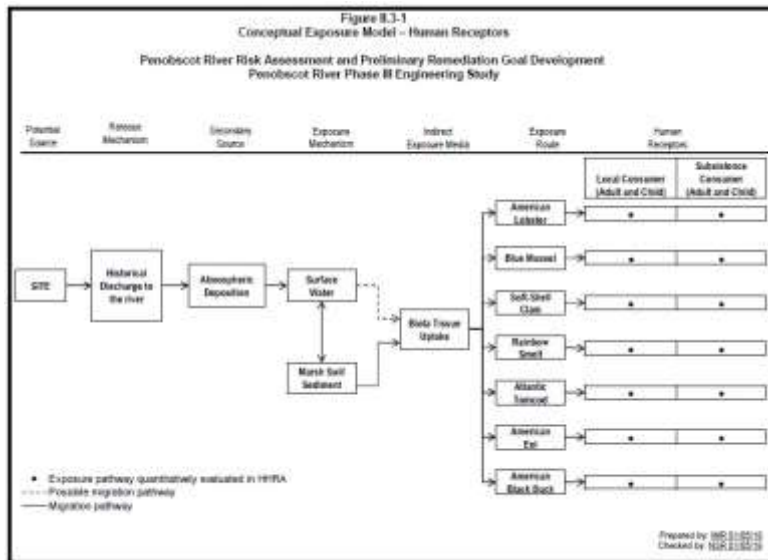 Figure II.3-1
Conceptual Exposure Model – Human Receptors
Penobscot River Risk Assessment and Preliminary Remediation Goal Development
Penobscot River Phase III Engineering Study
Potential
Source
Release
Mechanism
Secondary
Source
Exposure
Mechanism
Indirect
Exposure Media
Exposure
Route
Human
Receptors
Local Consumer
(Adult and Child)
Subsistence
Consumer
(Adult and Child)
SITE
Historical
Discharge to
the river
Atmospheric
Deposition
Surface
Water
Marsh Soil/
Sediment
Biota Tissue
Uptake
American
Lobster
Blue Mussel
Soft-Shell
Clam
Rainbow
Smelt
Atlantic
Tomcod
American
Eel
American
Black Duck
• Exposure pathway quantitatively evaluated in HHRA
Possible migration pathway
Migration pathway
Prepared by:
Checked by: